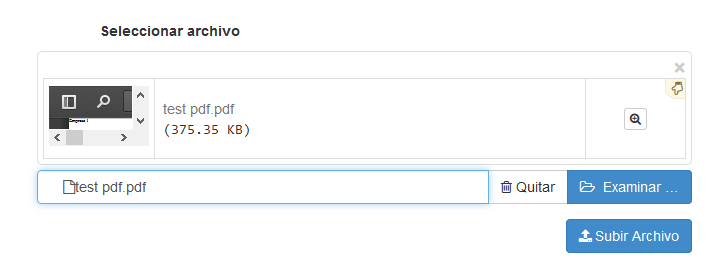 Seleccionar archivo
×
test pdf.pdf
(375.35 KB)
test pdf.pdf
Quitar
Examinar ...
Subir Archivo